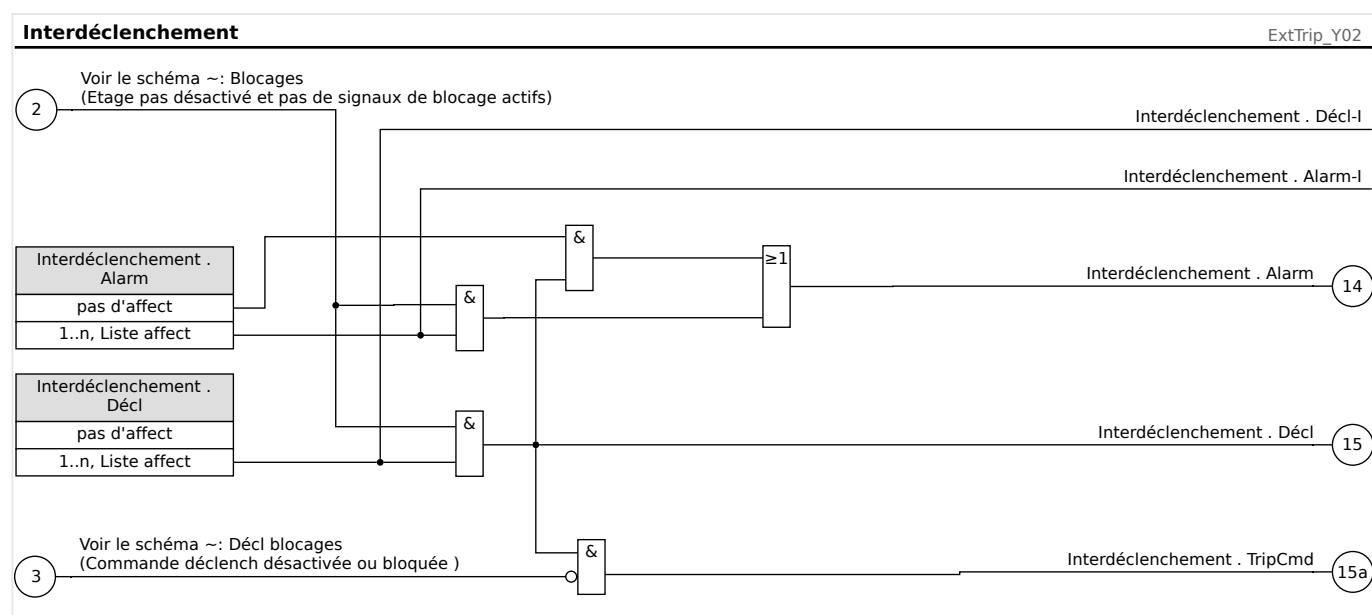 Interdéclenchement
ExtTrip_Y02
Voir le schéma ~: Blocages
(Etage pas désactivé et pas de signaux de blocage actifs)
2
Interdéclenchement . Décl-I
Interdéclenchement . Alarm-I
&
Interdéclenchement .
Alarm
pas d'affect
1..n, Liste affect
&
≥1
Interdéclenchement . Alarm
14
Interdéclenchement .
Décl
pas d'affect
1..n, Liste affect
&
Interdéclenchement . Décl
15
Voir le schéma ~: Décl blocages
(Commande déclench désactivée ou bloquée )
3
&
Interdéclenchement . TripCmd
15a